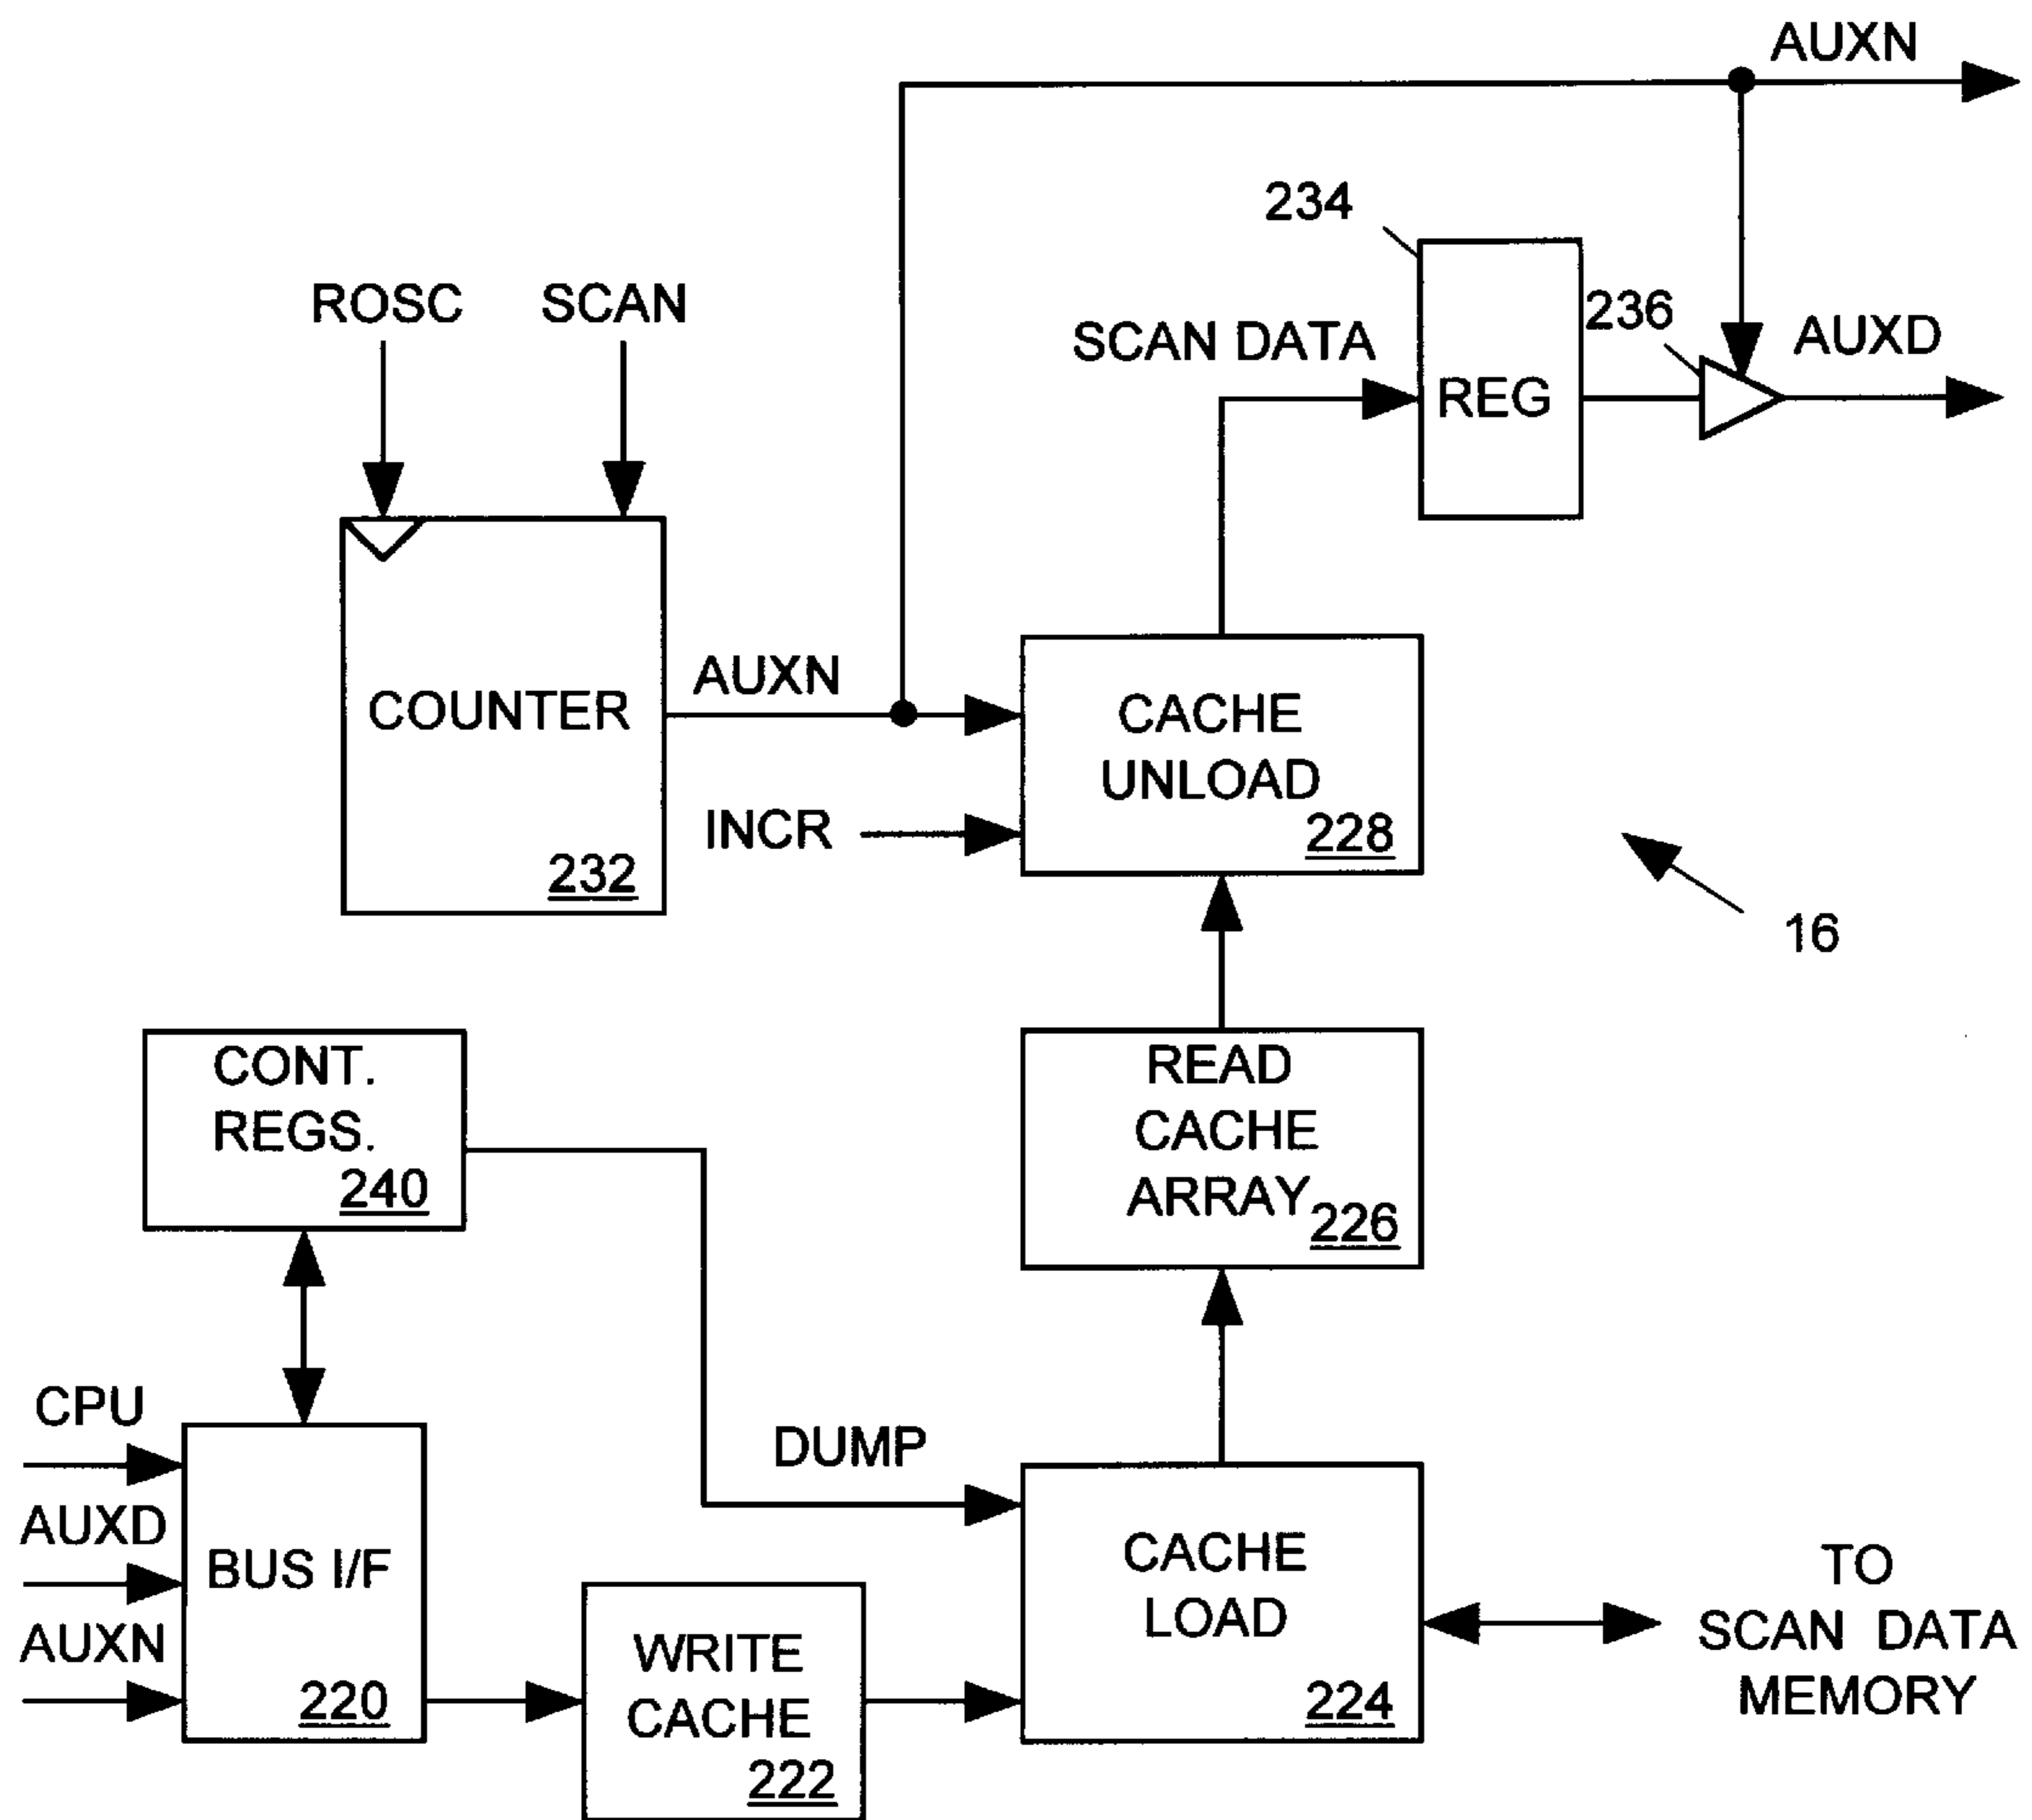 AUXN
234
ROSC
SCAN
SCAN DATA
REG
236
AUXD
COUNTER
232
AUXN
INCR
CACHE
UNLOAD
228
16
CONT.
REGS.
240
READ
CACHE
ARRAY
226
CPU
AUXD
AUXN
BUS I/F
220
DUMP
WRITE
CACHE
222
CACHE
LOAD
224
TO
SCAN DATA
MEMORY